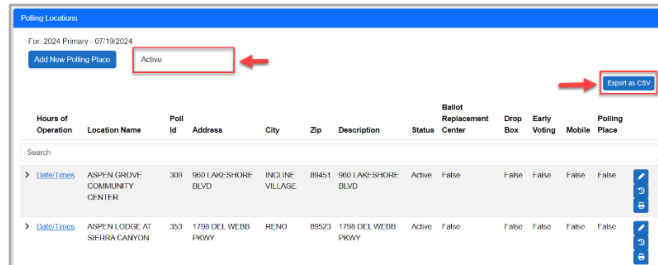 Polling Locations
For: 2024 Primary - 07/19/2024
Add New Polling Place
Active
Export as CSV
Hours of Operation Location Name Poll Id Address City Zip Description Status Ballot Replacement Center Drop Box Early Voting Mobile Polling Place
Search
Date/Times ASPEN GROVE COMMUNITY CENTER 309 960 LAKESHORE BLVD INCLINE VILLAGE 89451 960 LAKESHORE BLVD Active False False False False False
Date/Times ASPEN LODGE AT SIERRA CANYON 353 1798 DEL WEBB PKWY RENO 89523 1798 DEL WEBB PKWY Active False False False False False